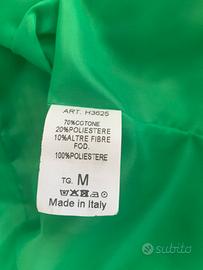 ART. H3625
70%COTONE
20%POLIESTERE
10%ALTRE FIBRE
FOD.
100%POLIESTERE
TG. M
Made in Italy
subito